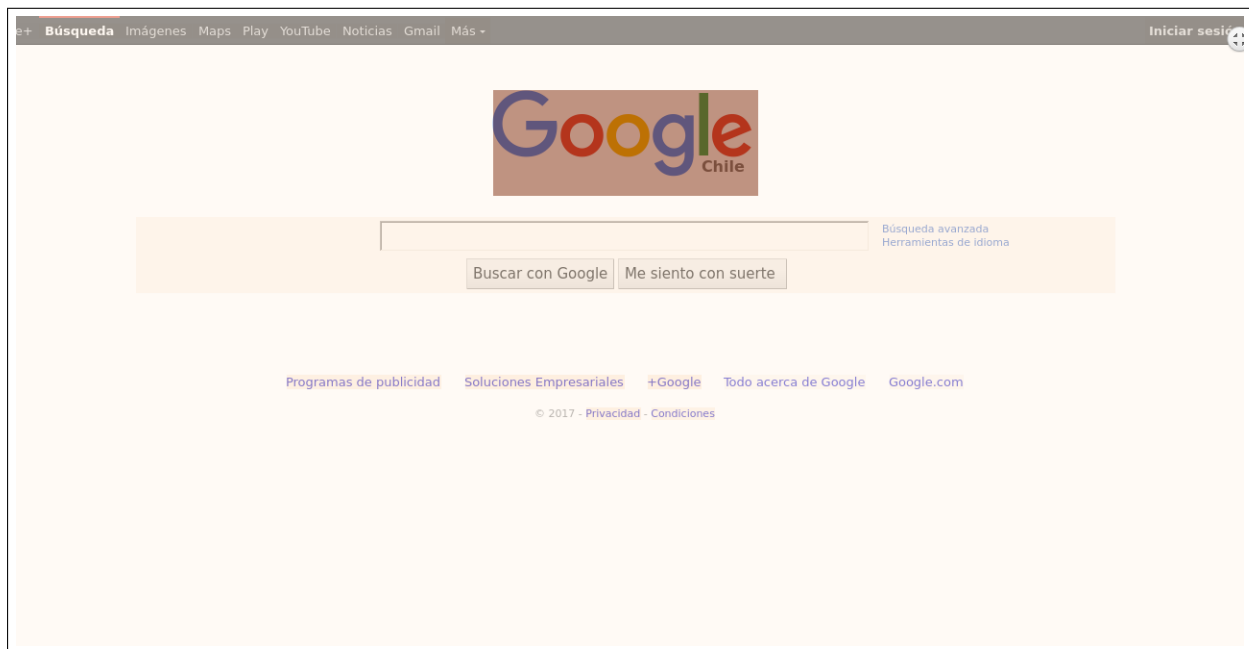 e+ Búsqueda Imágenes Maps Play YouTube Noticias Gmail Más Iniciar sesió
Google
Chile
Búsqueda avanzada
Herramientas de idioma
Buscar con Google Me siento con suerte
Programas de publicidad Soluciones Empresariales +Google Todo acerca de Google Google.com
© 2017 - Privacidad - Condiciones